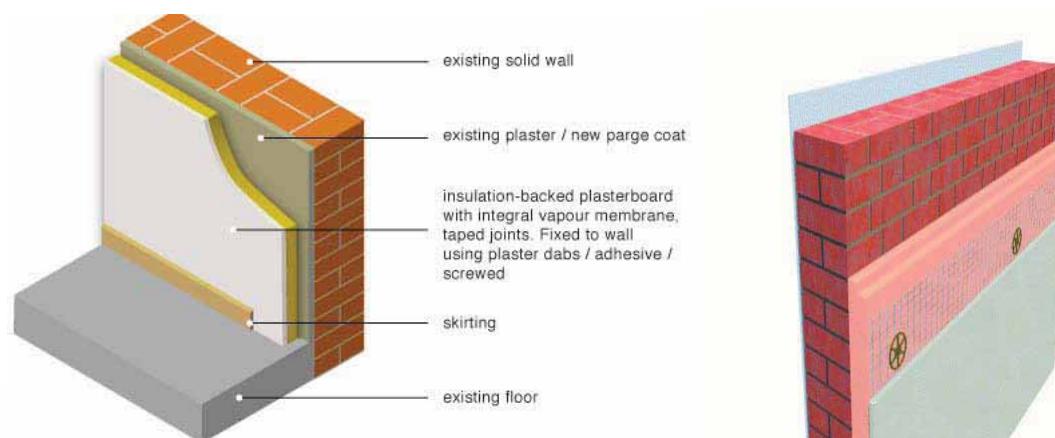 existing solid wall
existing plaster / new parge coat
insulation-backed plasterboard
with integral vapour membrane,
taped joints. Fixed to wall
using plaster dabs / adhesive /
screwed
skirting
existing floor